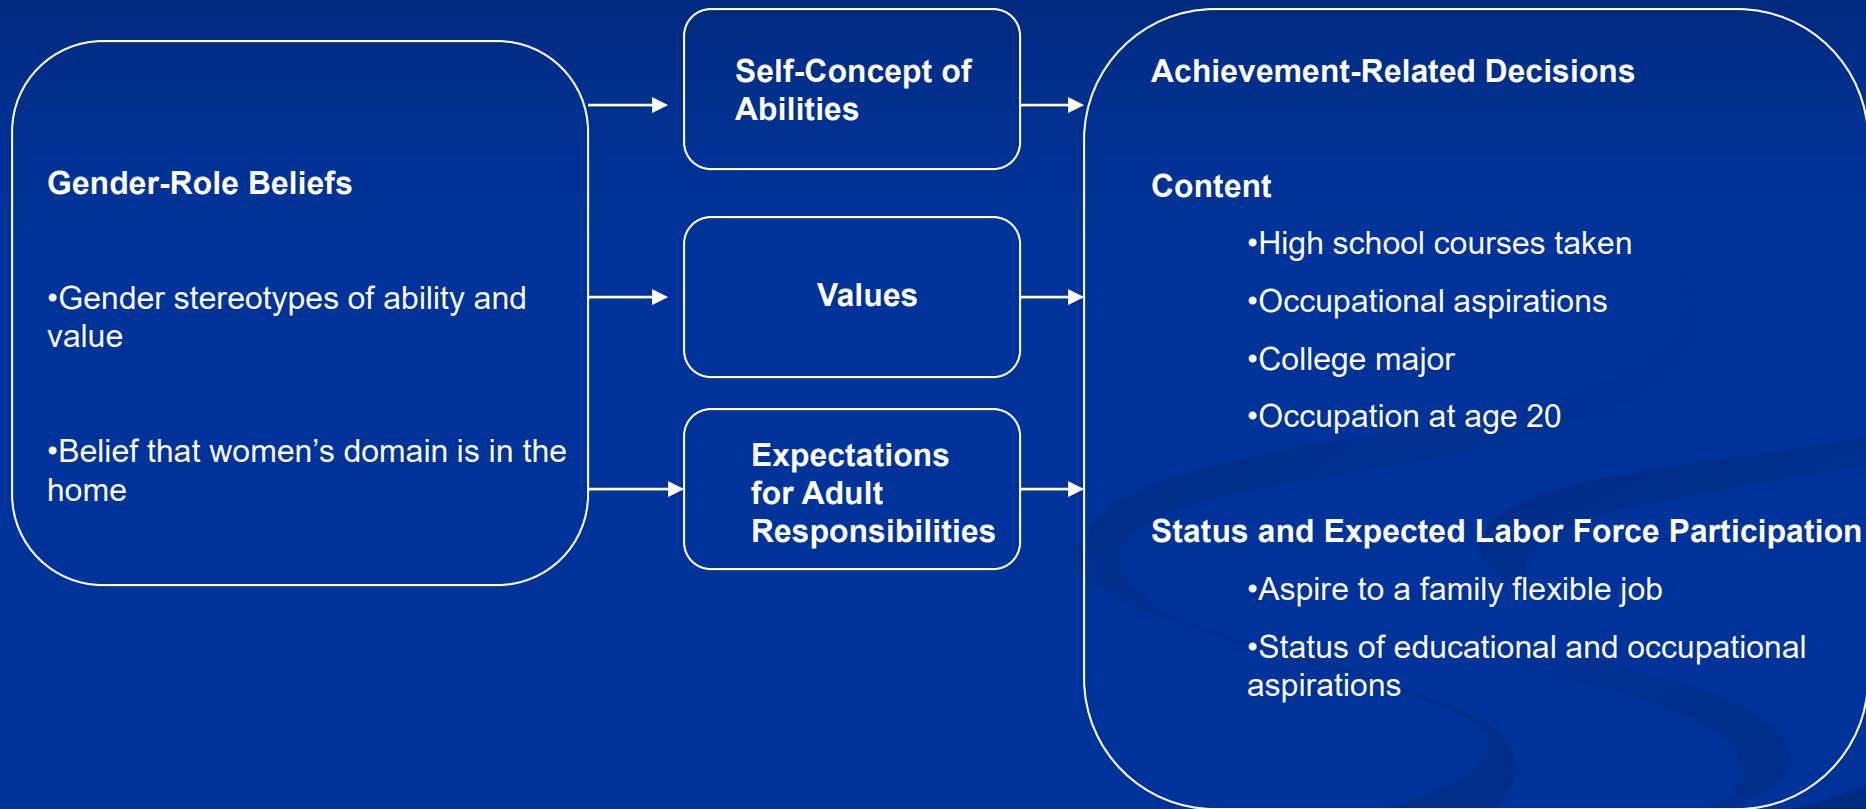 Gender-Role Beliefs
•Gender stereotypes of ability and
value
•Belief that women’s domain is in the
home
Self-Concept of
Abilities
Values
Expectations
for Adult
Responsibilities
Achievement-Related Decisions
Content
•High school courses taken
•Occupational aspirations
•College major
•Occupation at age 20
Status and Expected Labor Force Participation
•Aspire to a family flexible job
•Status of educational and occupational
aspirations